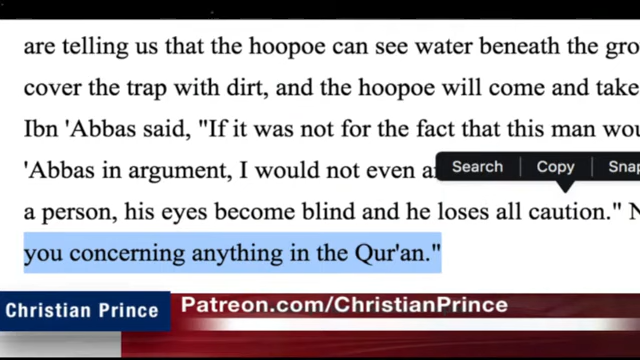 are telling us that the hoopoe can see water beneath the
cover the trap with dirt, and the hoopoe will come and take
Ibn 'Abbas said, "If it was not for the fact that this man
'Abbas in argument, I would not even
Search Copy
a person, his eyes become blind and he loses all caution."
you concerning anything in the Qur'an."
Christian Prince
Patreon.com/ChristianPrince